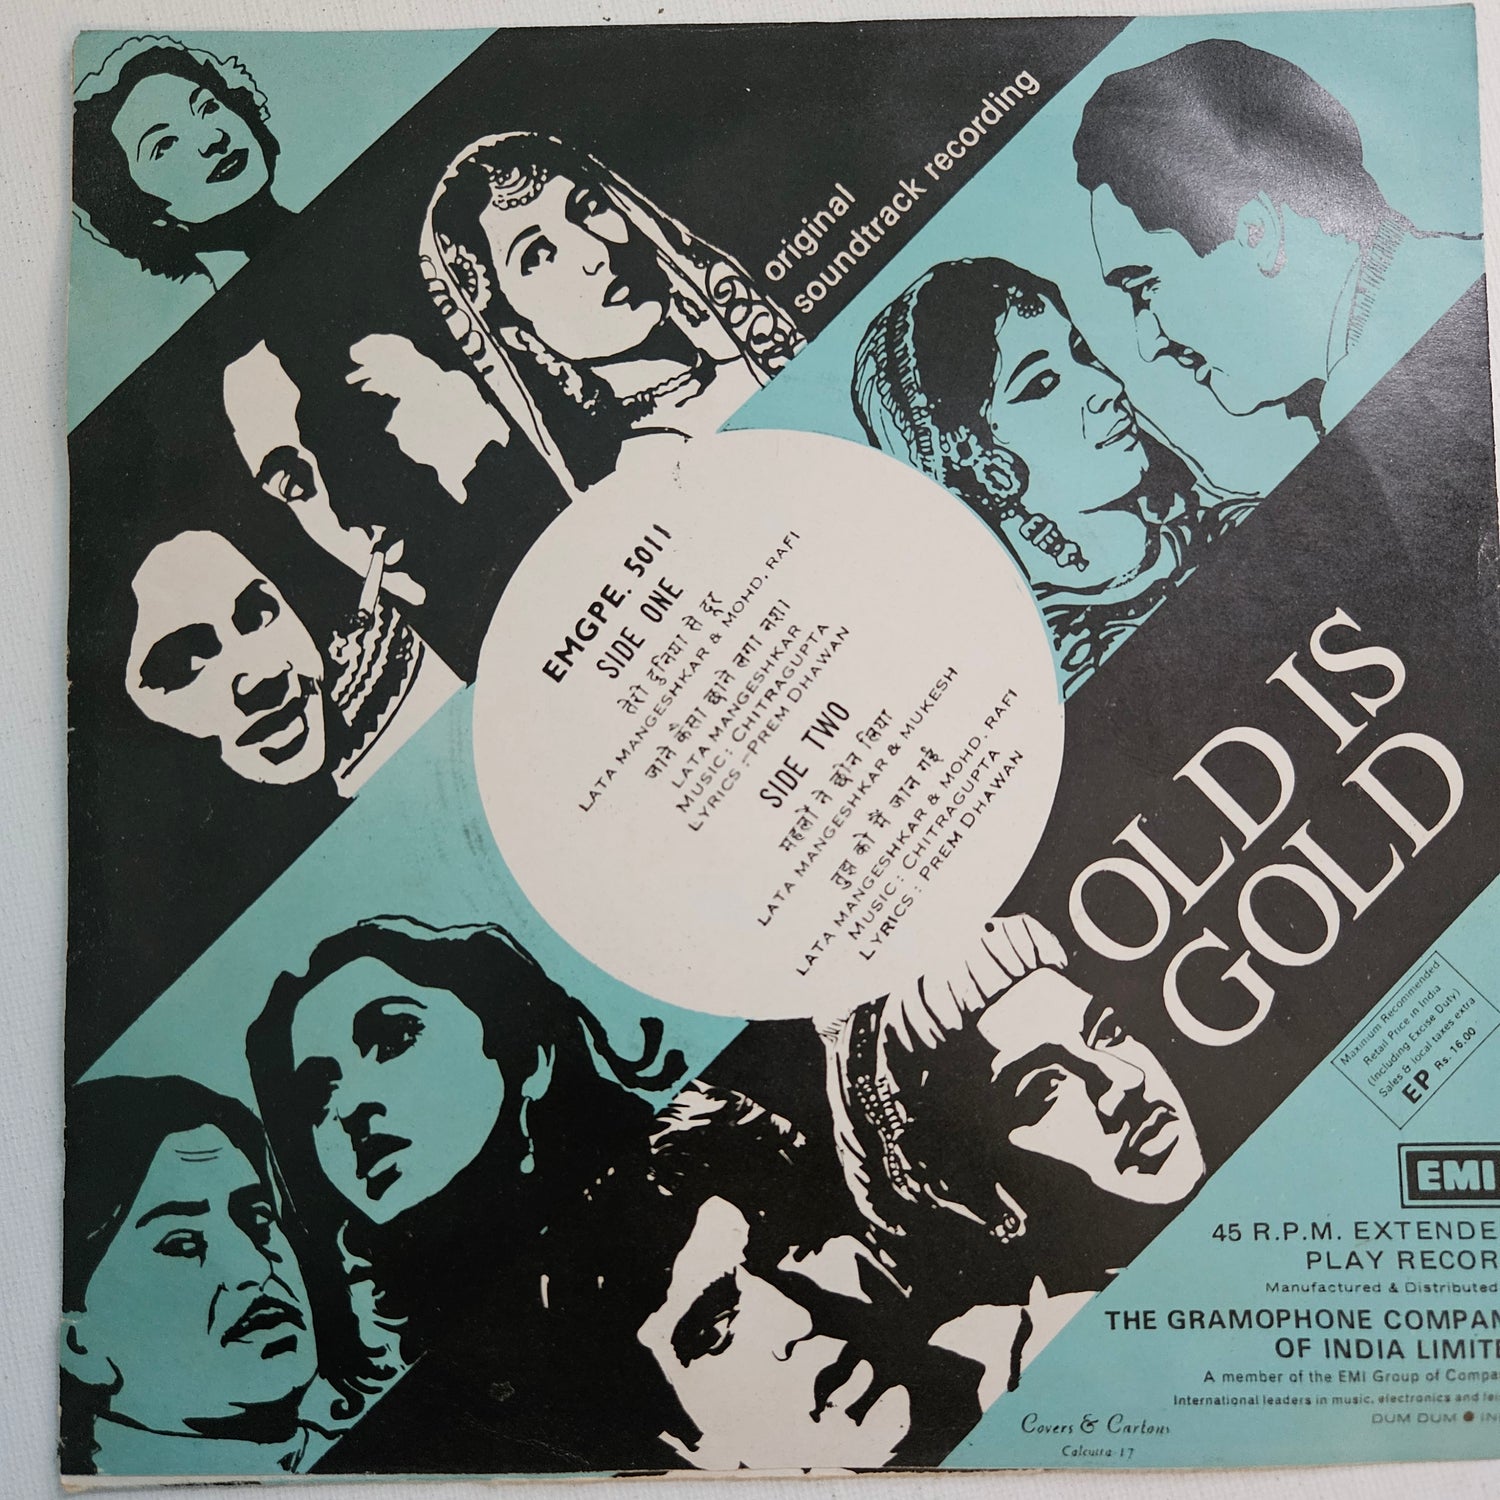 original
soundtrack recording
EMGPE. 5011
SIDE ONE
तेरी दुनिया से दूर
LATA MANGESHKAR & MOHD. RAFI
जाने कैसा छाने लगा नशा
LATA MANGESHKAR
MUSIC: CHITRAGUPTA
LYRICS:-PREM DHAWAN
SIDE TWO
महलों ने छीन लिया
LATA MANGESHKAR & MUKESH
तुझ को मैं जान गई
LATA MANGESHKAR & MOHD. RAFI
MUSIC: CHITRAGUPTA
LYRICS: PREM DHAWAN
OLD IS
GOLD
Maximum Recommended
Retail Price in India
(Including Excise Duty)
Sales & local taxes extra
EP Rs. 16.00
EMI
45 R.P.M. EXTENDE
PLAY RECOR
Manufactured & Distributed
THE GRAMOPHONE COMPAN
OF INDIA LIMITE
A member of the EMI Group of Compa
International leaders in music, electronics and lei
DUM DUM ● IN
Covers & Cartons
Calcutta-17